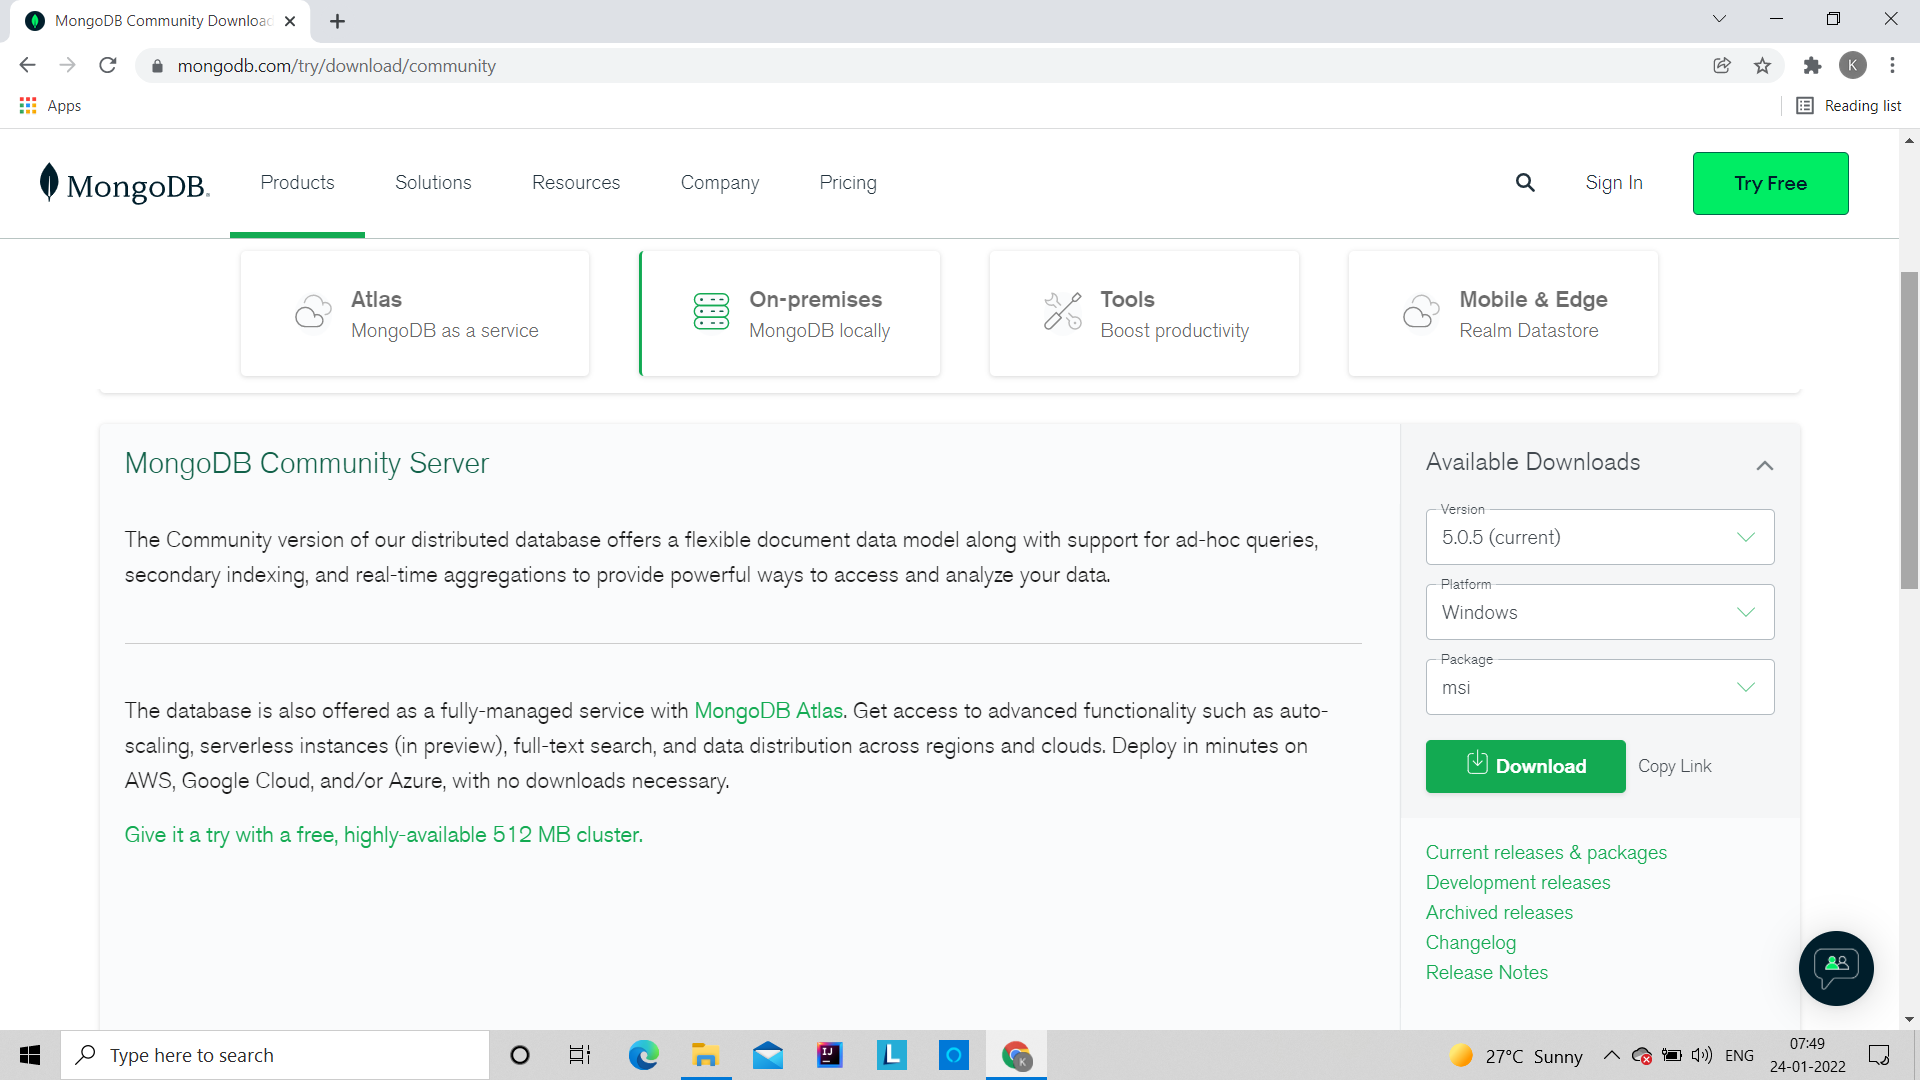 MongoDB Community Download
mongodb.com/try/download/community
K
Apps
Reading list
MongoDB.
Products
Solutions
Resources
Company
Pricing
Sign In
Try Free
Atlas
MongoDB as a service
On-premises
MongoDB locally
Tools
Boost productivity
Mobile & Edge
Realm Datastore
MongoDB Community Server
The Community version of our distributed database offers a flexible document data model along with support for ad-hoc queries,
secondary indexing, and real-time aggregations to provide powerful ways to access and analyze your data.
The database is also offered as a fully-managed service with MongoDB Atlas. Get access to advanced functionality such as auto-
scaling, serverless instances (in preview), full-text search, and data distribution across regions and clouds. Deploy in minutes on
AWS, Google Cloud, and/or Azure, with no downloads necessary.
Give it a try with a free, highly-available 512 MB cluster.
Available Downloads
Version
5.0.5 (current)
Platform
Windows
Package
msi
Download
Copy Link
Current releases & packages
Development releases
Archived releases
Changelog
Release Notes
Type here to search
IJ
L
K
27°C Sunny
ENG
07:49
24-01-2022